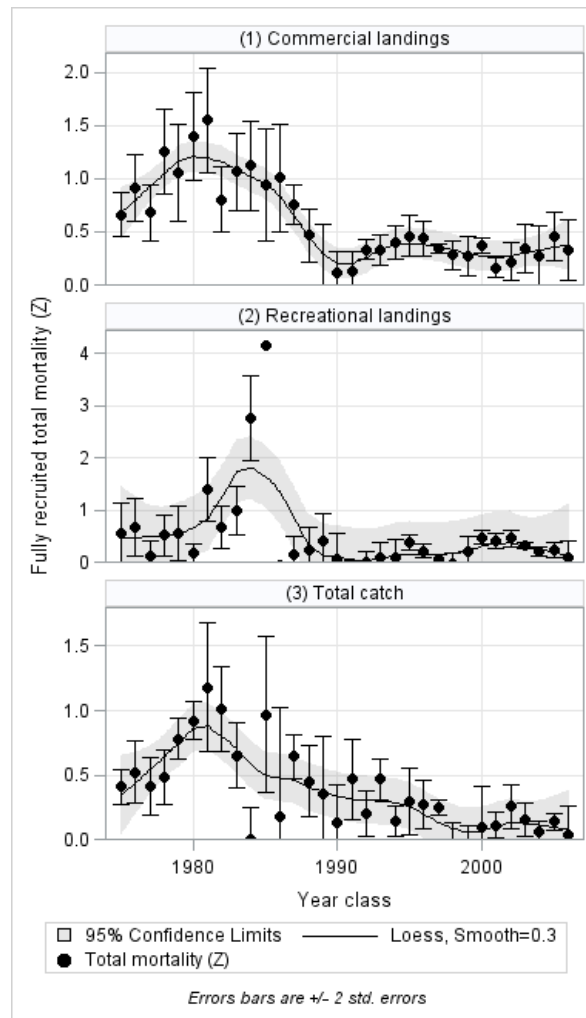 (1) Commercial landings
2.0
1.5
1.0
0.5
0.0
(2) Recreational landings
4
3
2
1
0
(3) Total catch
1.5
1.0
0.5
0.0
Fully recruited total mortality (Z)
1980 1990 2000
Year class
95% Confidence Limits Loess, Smooth=0.3
Total mortality (Z)
Errors bars are +/- 2 std. errors